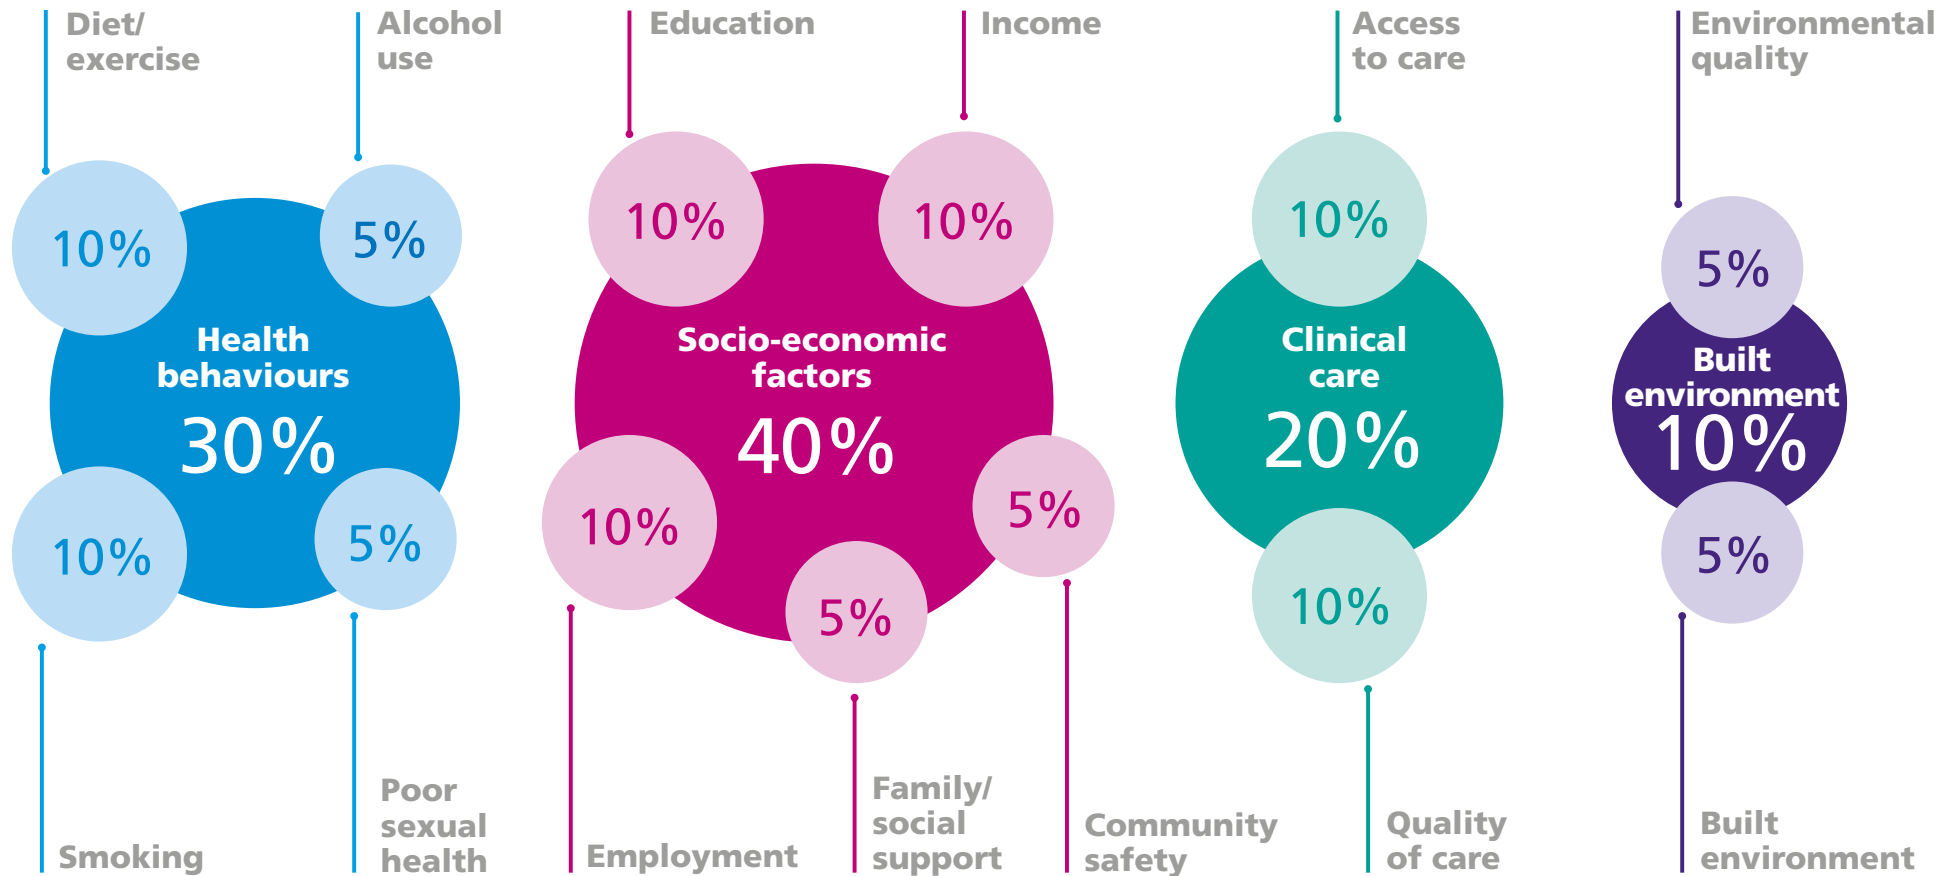 Diet/
exercise
Alcohol
use
Education
Income
Access
to care
Environmental
quality
10%
5%
10%
10%
10%
5%
Health
behaviours
30%
Socio-economic
factors
40%
Clinical
care
20%
Built
environment
10%
10%
5%
10%
5%
5%
10%
5%
Smoking
Poor
sexual
health
Employment
Family/
social
support
Community
safety
Quality
of care
Built
environment